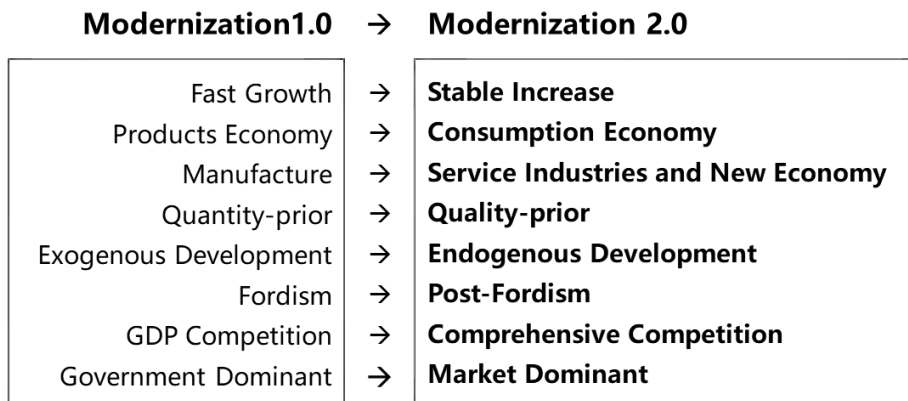 Modernization1.0 → Modernization 2.0
Fast Growth → Stable Increase
Products Economy → Consumption Economy
Manufacture → Service Industries and New Economy
Quantity-prior → Quality-prior
Exogenous Development → Endogenous Development
Fordism → Post-Fordism
GDP Competition → Comprehensive Competition
Government Dominant → Market Dominant